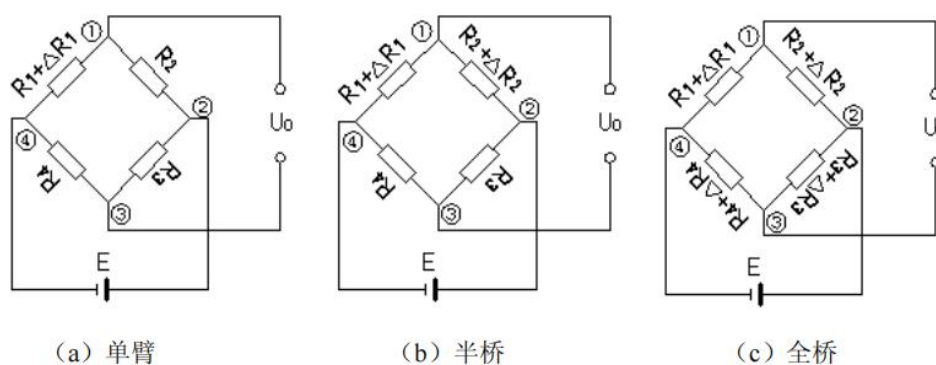 ① ① ①
R1+△R1 R2 R1+△R1 R2+△R2 R1+△R1 R2+△R2
② ② ②
④ U0 ④ U0 ④ U
R4 R3 R4 R3 R4+△R4 R3+△R3
③ ③ ③
E E E
(a) 单臂 (b) 半桥 (c) 全桥